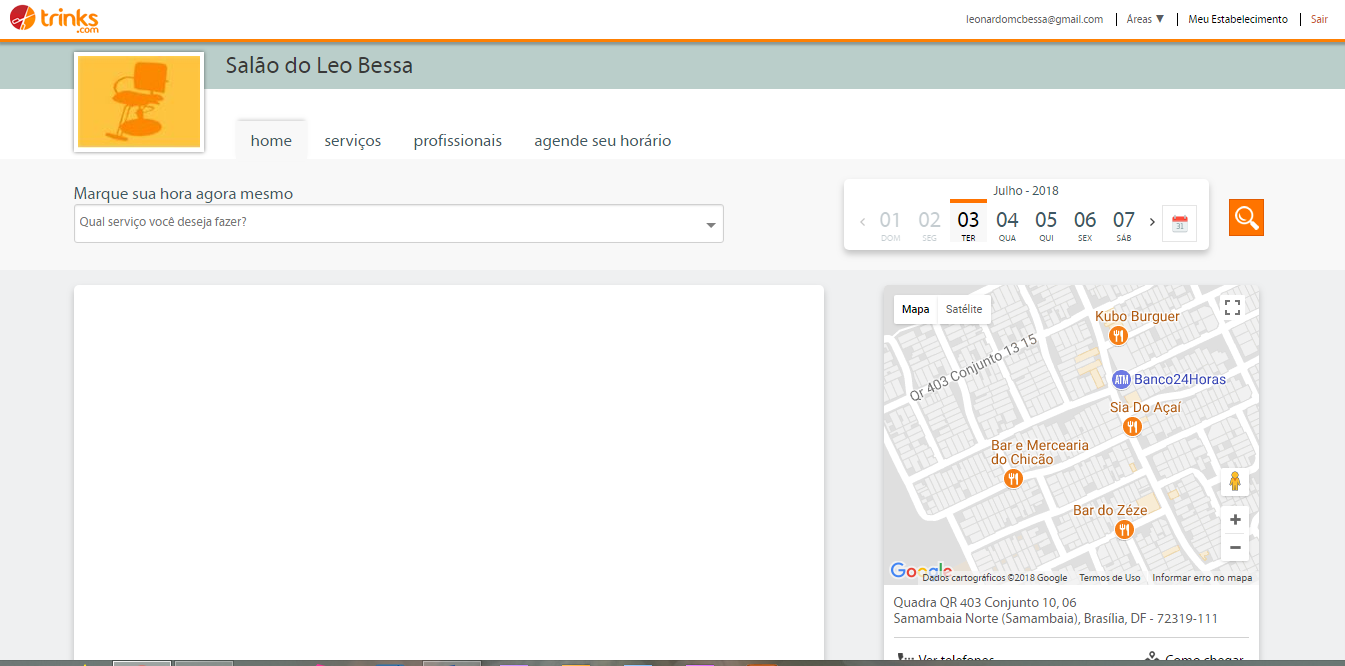 trinks
.com
leonardomcbessa@gmail.com
Áreas ▼
Meu Estabelecimento
Sair
Salão do Leo Bessa
home
serviços
profissionais
agende seu horário
Marque sua hora agora mesmo
Qual serviço você deseja fazer?
Julho - 2018
01 02 03 04 05 06 07
DOM SEG TER QUA QUI SEX SÁB
31
Mapa
Satélite
Kubo Burguer
Qr 403 Conjunto 13 15
ATM Banco24Horas
Sia Do Açaí
Bar e Mercearia
do Chicão
Bar do Zéze
Google
Dados cartográficos ©2018 Google
Termos de Uso
Informar erro no mapa
Quadra QR 403 Conjunto 10, 06
Samambaia Norte (Samambaia), Brasília, DF - 72319-111
Ver telefones
Como chegar